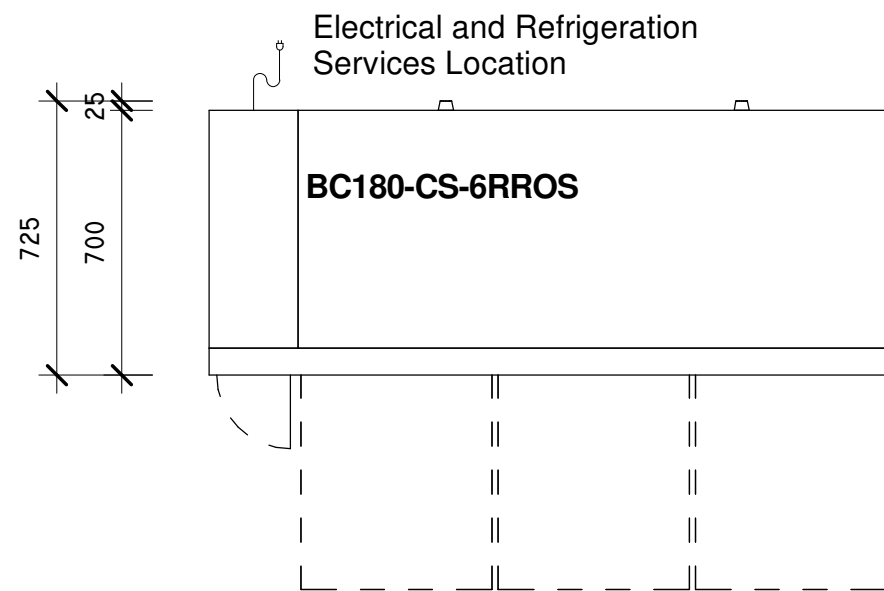 Electrical and Refrigeration
Services Location
25
BC180-CS-6RROS
725
700